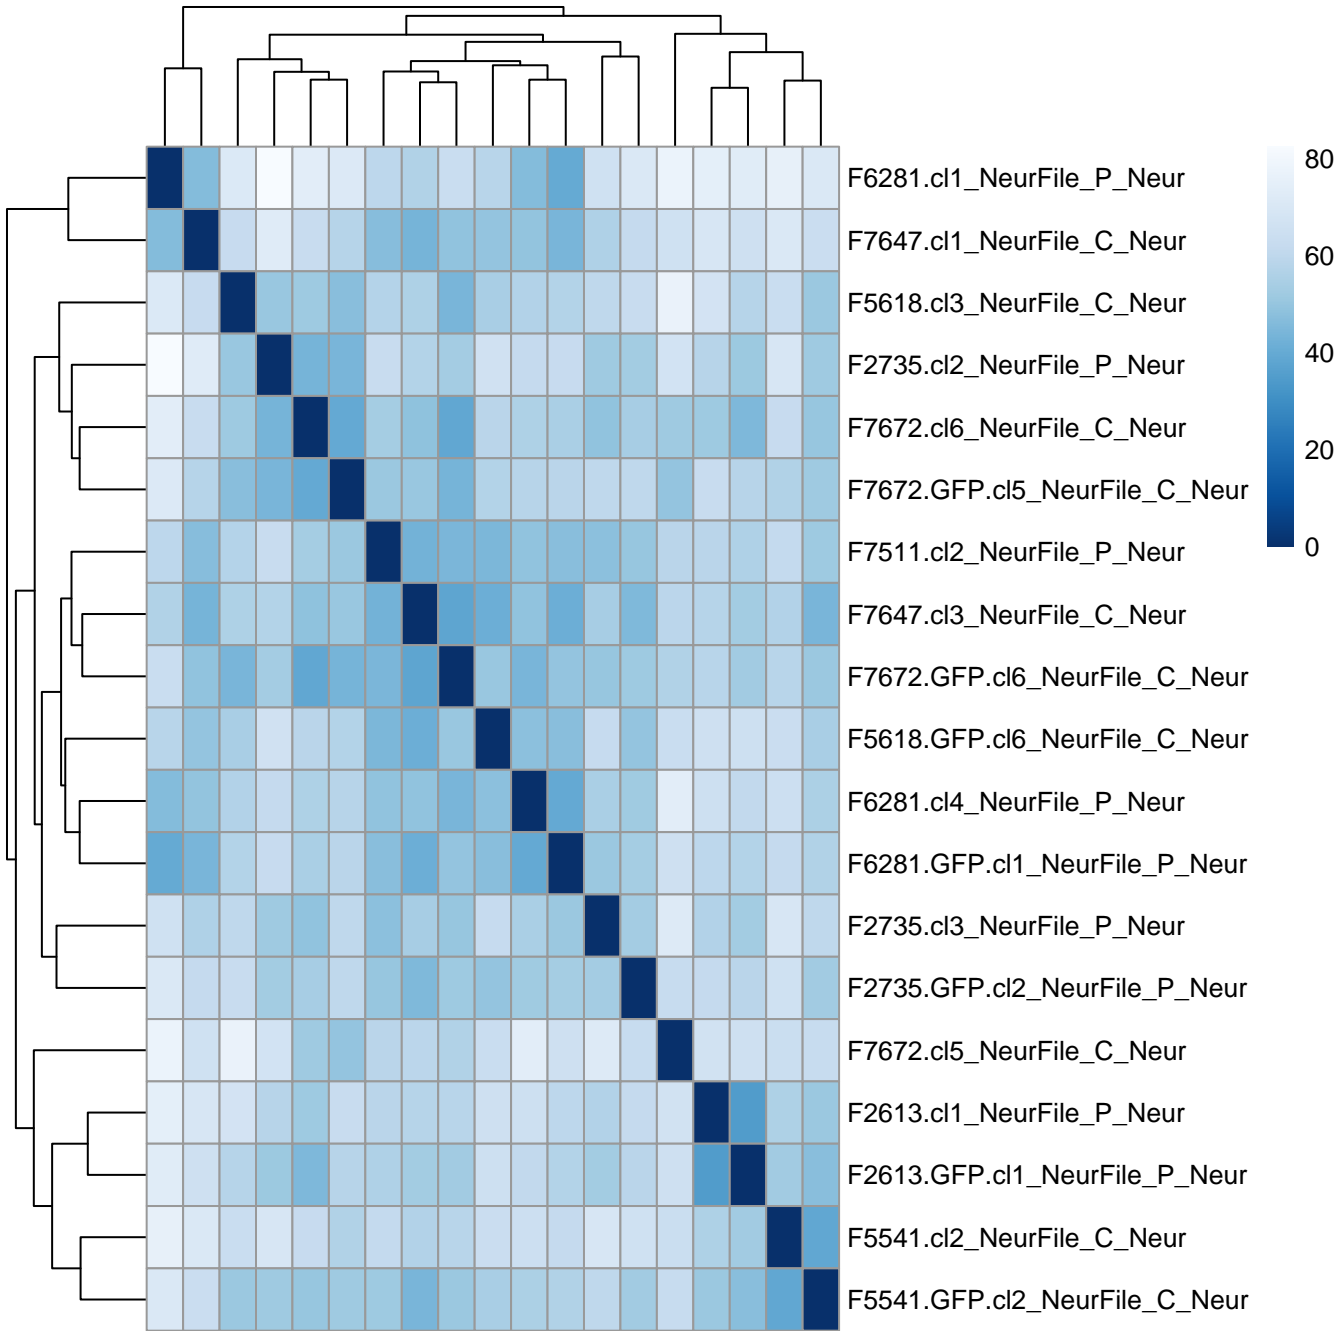 F6281.cl1_NeurFile_P_Neur
F7647.cl1_NeurFile_C_Neur
F5618.cl3_NeurFile_C_Neur
F2735.cl2_NeurFile_P_Neur
F7672.cl6_NeurFile_C_Neur
F7672.GFP.cl5_NeurFile_C_Neur
F7511.cl2_NeurFile_P_Neur
F7647.cl3_NeurFile_C_Neur
F7672.GFP.cl6_NeurFile_C_Neur
F5618.GFP.cl6_NeurFile_C_Neur
F6281.cl4_NeurFile_P_Neur
F6281.GFP.cl1_NeurFile_P_Neur
F2735.cl3_NeurFile_P_Neur
F2735.GFP.cl2_NeurFile_P_Neur
F7672.cl5_NeurFile_C_Neur
F2613.cl1_NeurFile_P_Neur
F2613.GFP.cl1_NeurFile_P_Neur
F5541.cl2_NeurFile_C_Neur
F5541.GFP.cl2_NeurFile_C_Neur
80
60
40
20
0